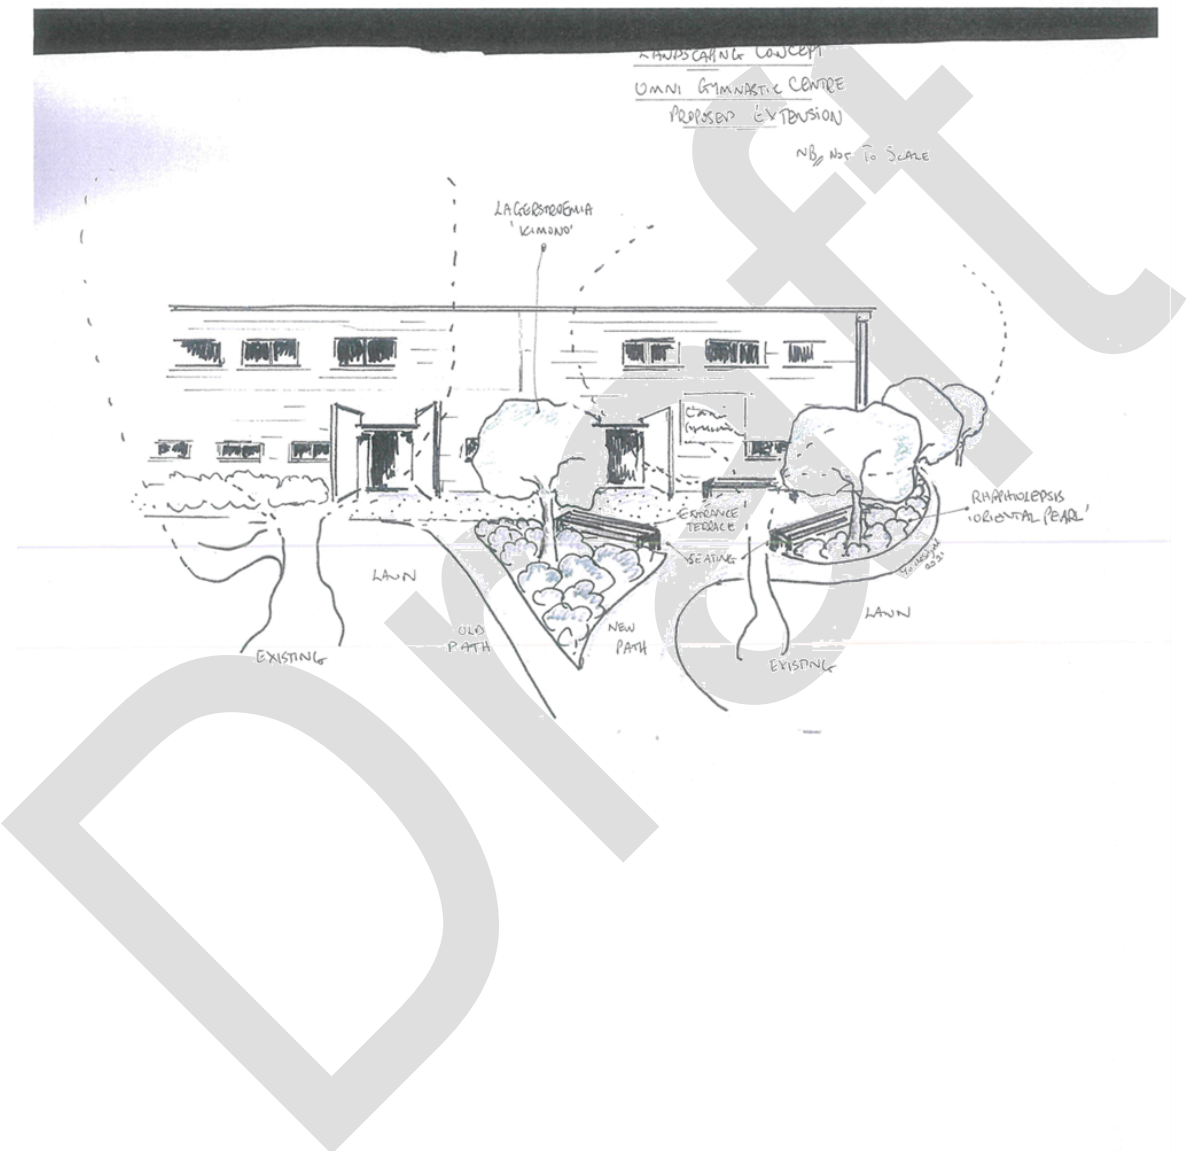 LANDSCAPING CONCEPT
OMNI GYMNASTIC CENTRE
PROPOSED EXTENSION
NB// NOT TO SCALE
LAGERSTROEMIA
'KIMONO'
RHAPHIOLEPSIS
'ORIENTAL PEARL'
ENTRANCE
TERRACE
SEATING
LAWN
LAWN
OLD
PATH
NEW
PATH
EXISTING
EXISTING
Draft